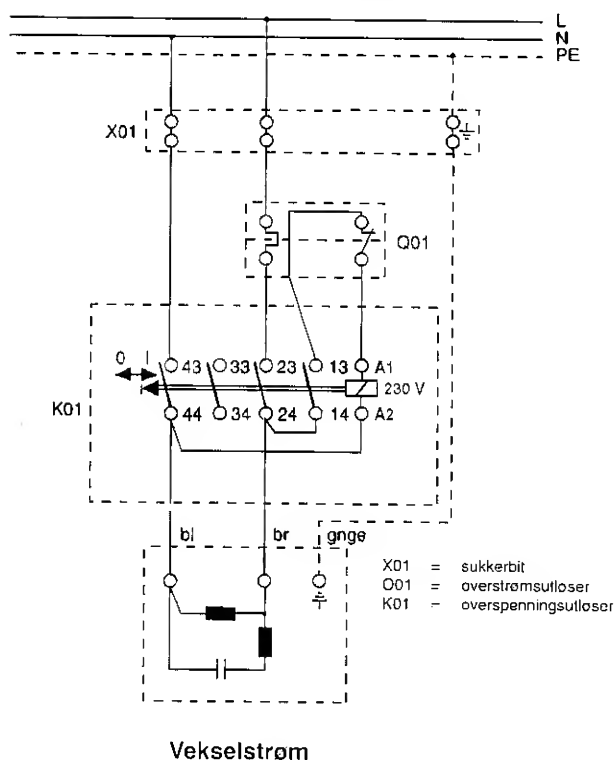 L
N
PE
X01
Q01
0 I
43 33 23 13 A1
230 V
K01
44 34 24 14 A2
bl br gnge
X01 = sukkerbit
O01 = overstrømsutløser
K01 = overspenningsutløser
Vekselstrøm